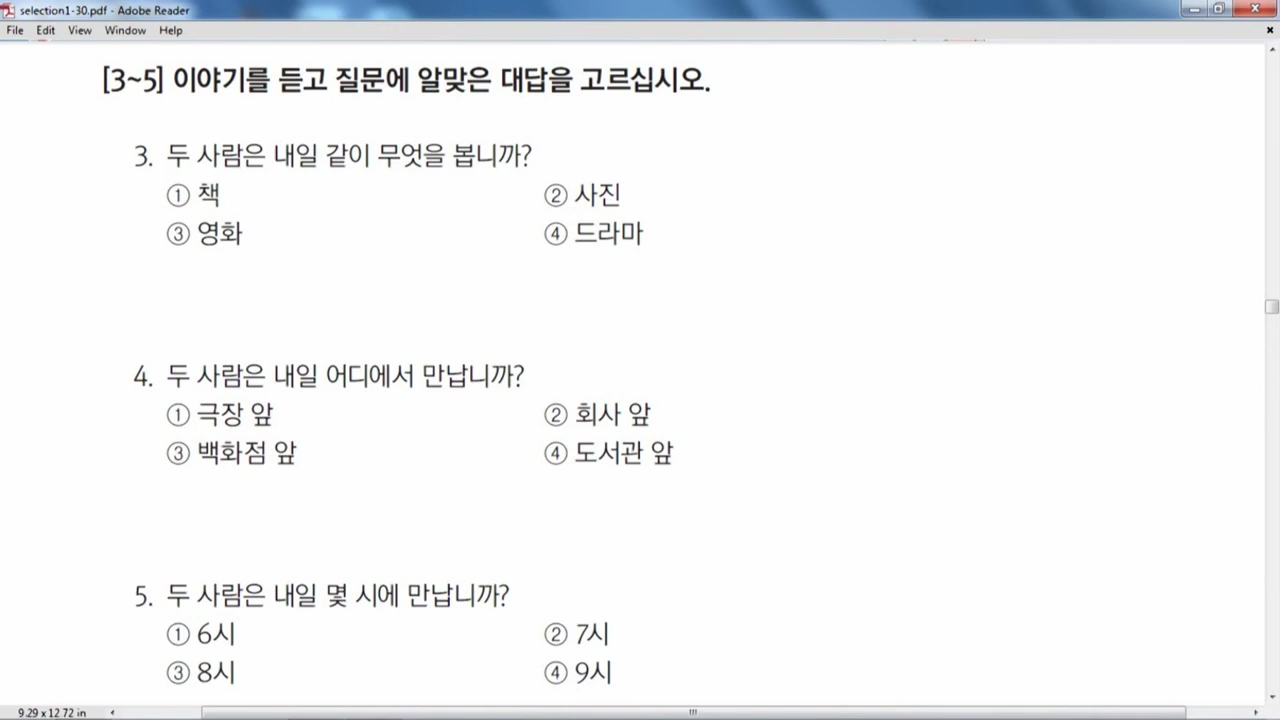 selection1-30.pdf - Adobe Reader
File Edit View Window Help
[3~5] 이야기를 듣고 질문에 알맞은 대답을 고르십시오.
3. 두 사람은 내일 같이 무엇을 봅니까?
① 책 ② 사진
③ 영화 ④ 드라마
4. 두 사람은 내일 어디에서 만납니까?
① 극장 앞 ② 회사 앞
③ 백화점 앞 ④ 도서관 앞
5. 두 사람은 내일 몇 시에 만납니까?
① 6시 ② 7시
③ 8시 ④ 9시
9.29 x 12.72 in